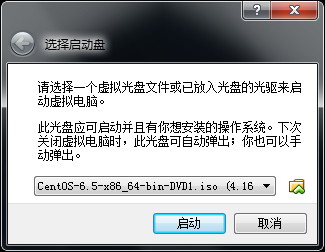 ?
选择启动盘
请选择一个虚拟光盘文件或已放入光盘的光驱来启
动虚拟电脑。
此光盘应可启动并且有你想安装的操作系统。下次
关闭虚拟电脑时，此光盘可自动弹出；你也可以手
动弹出。
CentOS-6.5-x86_64-bin-DVD1.iso (4.16
启动
取消